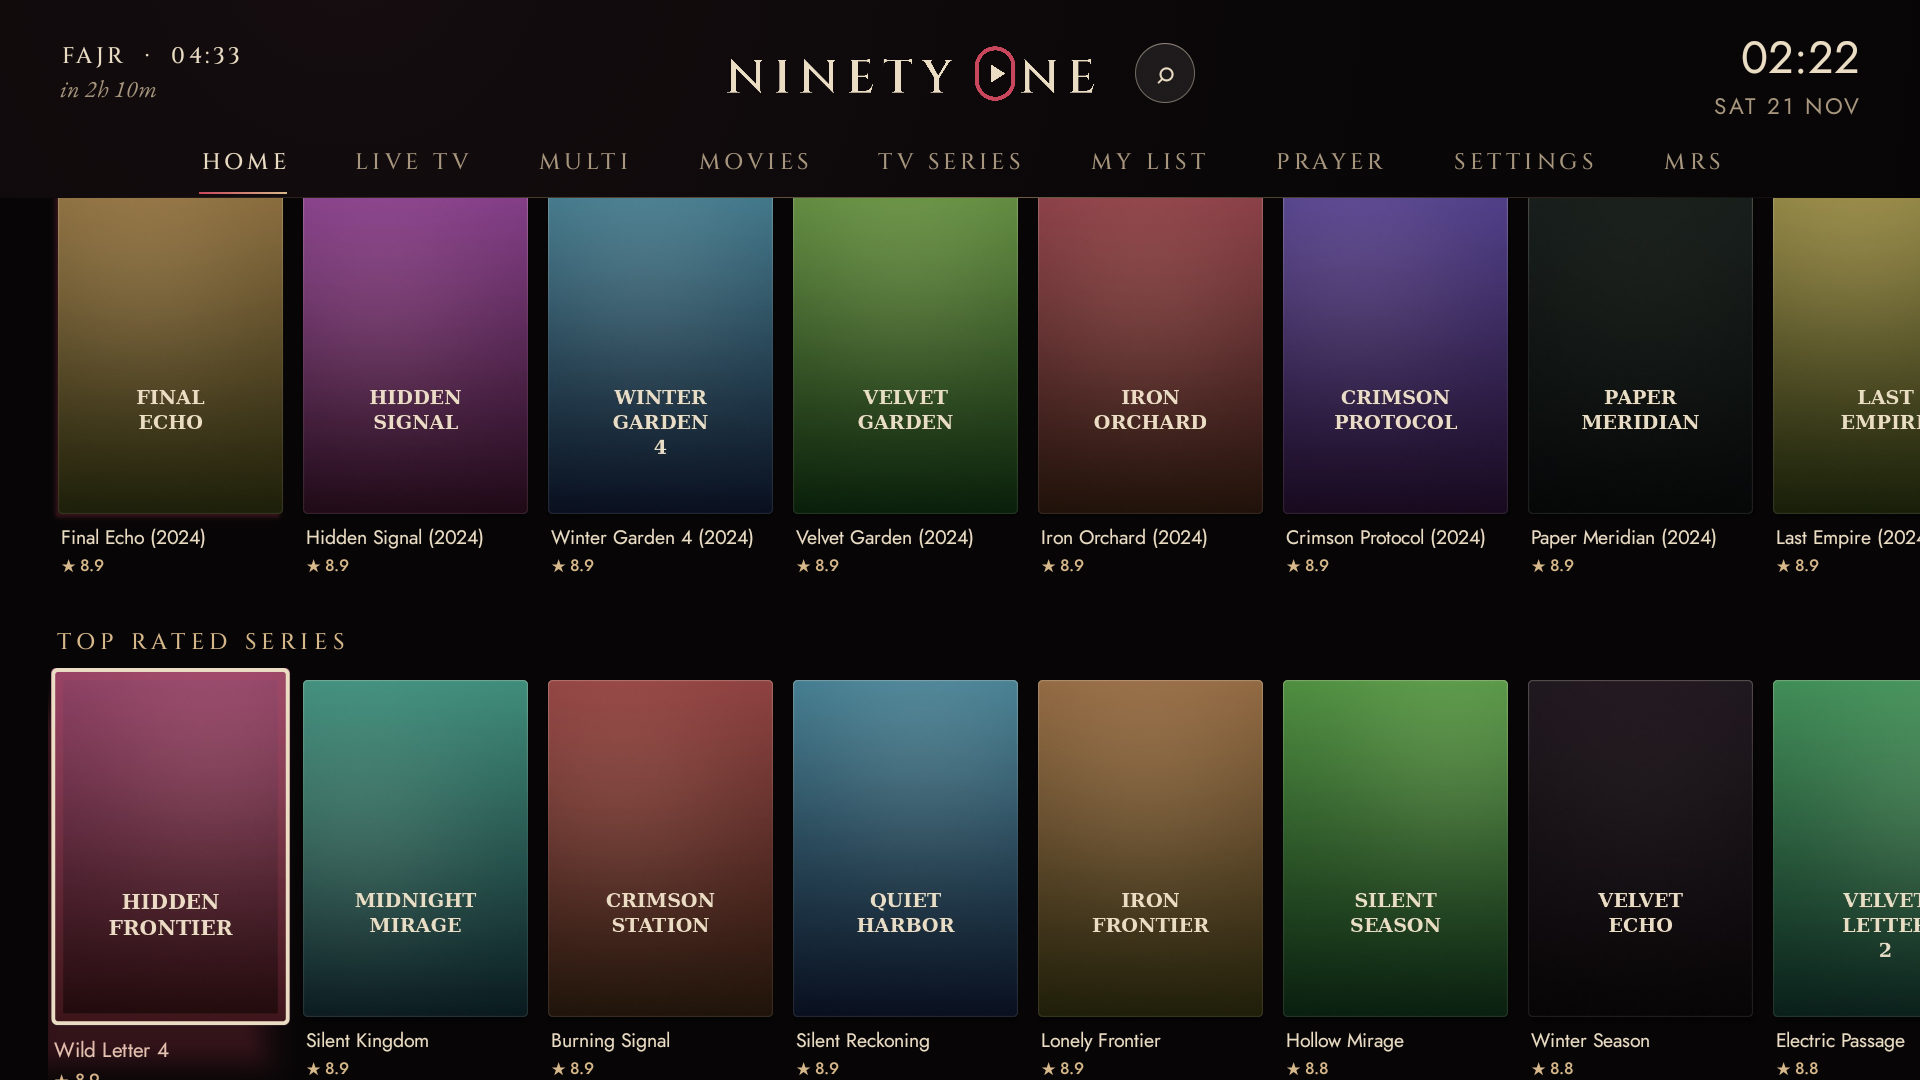 FAJR · 04:33
in 2h 10m
NINETY ONE
02:22
SAT 21 NOV
HOME LIVE TV MULTI MOVIES TV SERIES MY LIST PRAYER SETTINGS MRS
FINAL
ECHO
HIDDEN
SIGNAL
WINTER
GARDEN
4
VELVET
GARDEN
IRON
ORCHARD
CRIMSON
PROTOCOL
PAPER
MERIDIAN
LAST
EMPIRE
Final Echo (2024)
★ 8.9
Hidden Signal (2024)
★ 8.9
Winter Garden 4 (2024)
★ 8.9
Velvet Garden (2024)
★ 8.9
Iron Orchard (2024)
★ 8.9
Crimson Protocol (2024)
★ 8.9
Paper Meridian (2024)
★ 8.9
Last Empire (202
★ 8.9
TOP RATED SERIES
HIDDEN
FRONTIER
MIDNIGHT
MIRAGE
CRIMSON
STATION
QUIET
HARBOR
IRON
FRONTIER
SILENT
SEASON
VELVET
ECHO
VELVET
LETTER
2
Wild Letter 4
★ 8.9
Silent Kingdom
★ 8.9
Burning Signal
★ 8.9
Silent Reckoning
★ 8.9
Lonely Frontier
★ 8.9
Hollow Mirage
★ 8.8
Winter Season
★ 8.8
Electric Passage
★ 8.8